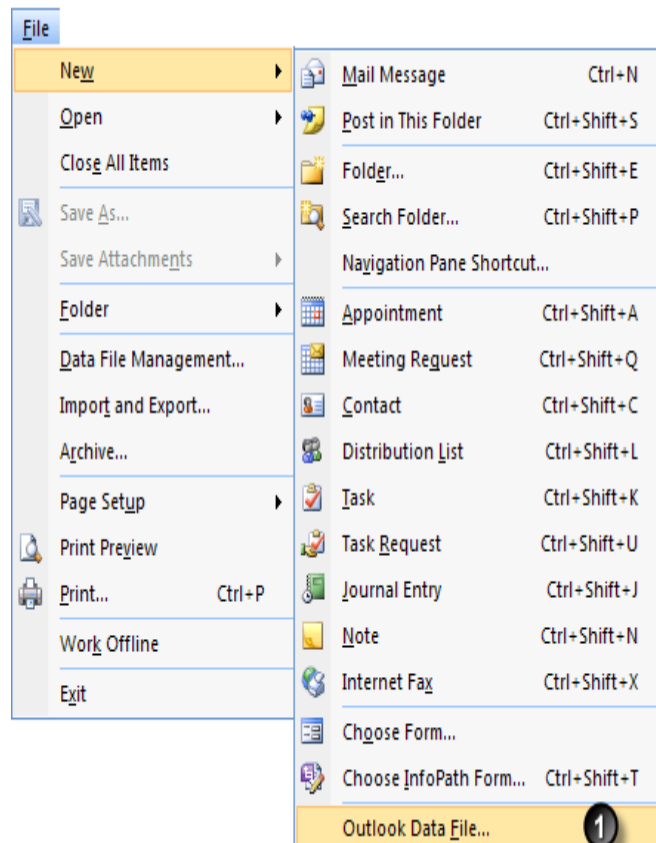 File
New
Open
Close All Items
Save As...
Save Attachments
Folder
Data File Management...
Import and Export...
Archive...
Page Setup
Print Preview
Print... Ctrl+P
Work Offline
Exit
Mail Message Ctrl+N
Post in This Folder Ctrl+Shift+S
Folder... Ctrl+Shift+E
Search Folder... Ctrl+Shift+P
Navigation Pane Shortcut...
Appointment Ctrl+Shift+A
Meeting Request Ctrl+Shift+Q
Contact Ctrl+Shift+C
Distribution List Ctrl+Shift+L
Task Ctrl+Shift+K
Task Request Ctrl+Shift+U
Journal Entry Ctrl+Shift+J
Note Ctrl+Shift+N
Internet Fax Ctrl+Shift+X
Choose Form...
Choose InfoPath Form... Ctrl+Shift+T
Outlook Data File... 1